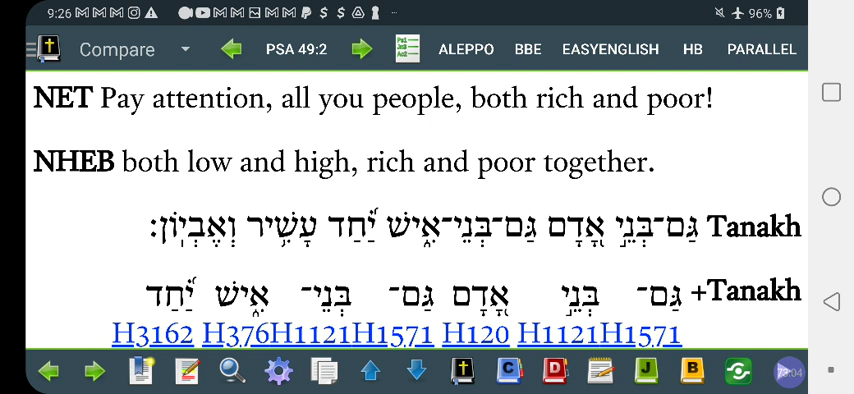 9:26 96%
Compare PSA 49:2 ALEPPO BBE EASYENGLISH HB PARALLEL
NET Pay attention, all you people, both rich and poor!
NHEB both low and high, rich and poor together.
Tanakh גַּם־בְּנֵ֣י אָ֭דָם גַּם־בְּנֵי־אִ֑ישׁ יַ֝֗חַד עָשִׁ֥יר וְאֶבְיֽוֹן׃
Tanakh+ גַּם־ בְּנֵ֣י אָ֭דָם גַּם־ בְּנֵי־ אִ֑ישׁ יַ֝֗חַד
H3162 H376H1121H1571 H120 H1121H1571